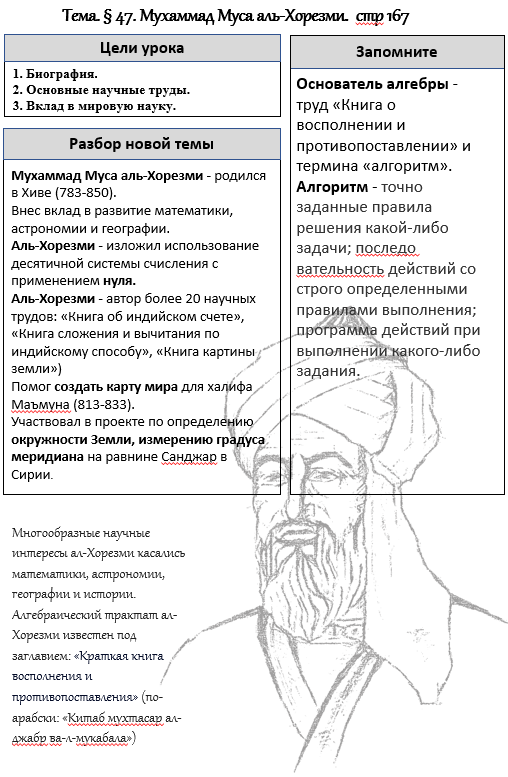 Тема. § 47. Мухаммад Муса аль-Хорезми. стр 167
Цели урока
1. Биография.
2. Основные научные труды.
3. Вклад в мировую науку.
Разбор новой темы
Мухаммад Муса аль-Хорезми - родился
в Хиве (783-850).
Внес вклад в развитие математики,
астрономии и географии.
Аль-Хорезми - изложил использование
десятичной системы счисления с
применением нуля.
Аль-Хорезми - автор более 20 научных
трудов: «Книга об индийском счете»,
«Книга сложения и вычитания по
индийскому способу», «Книга картины
земли»)
Помог создать карту мира для халифа
Маъмуна (813-833).
Участвовал в проекте по определению
окружности Земли, измерению градуса
меридиана на равнине Санджар в
Сирии.
Запомните
Основатель алгебры -
труд «Книга о
восполнении и
противопоставлении» и
термина «алгоритм».
Алгоритм - точно
заданные правила
решения какой-либо
задачи; последо
вательность действий со
строго определенными
правилами выполнения;
программа действий при
выполнении какого-либо
задания.
Многообразные научные
интересы ал-Хорезми касались
математики, астрономии,
географии и истории.
Алгебраический трактат ал-
Хорезми известен под
заглавием: «Краткая книга
восполнения и
противопоставления» (по-
арабски: «Китаб мухтасар ал-
джабр ва-л-мукабала»)